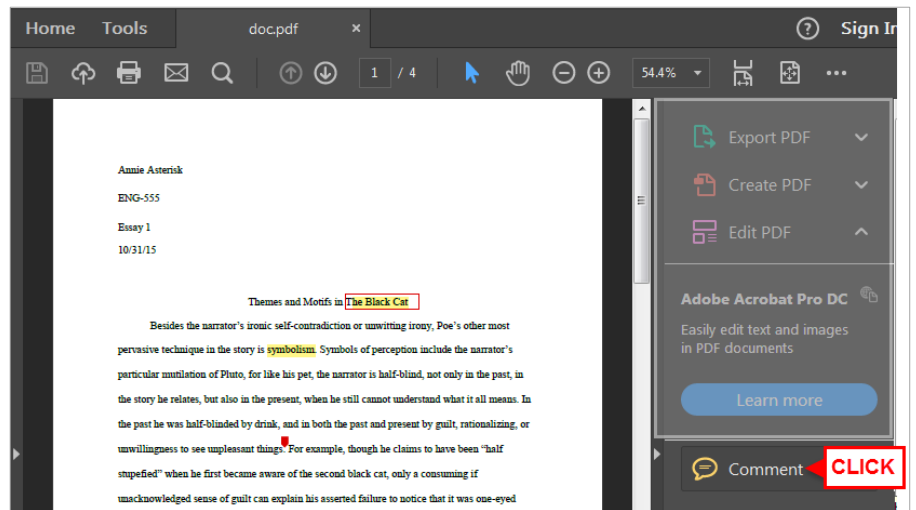 Home Tools doc.pdf × ? Sign In
1 / 4 54.4%
Annie Asterisk
ENG-555
Essay 1
10/31/15
Themes and Motifs in The Black Cat
Besides the narrator's ironic self-contradiction or unwitting irony, Poe's other most
pervasive technique in the story is symbolism. Symbols of perception include the narrator's
particular mutilation of Pluto, for like his pet, the narrator is half-blind, not only in the past, in
the story he relates, but also in the present, when he still cannot understand what it all means. In
the past he was half-blinded by drink, and in both the past and present by guilt, rationalizing, or
unwillingness to see unpleasant things. For example, though he claims to have been “half
stupefied” when he first became aware of the second black cat, only a consuming if
unacknowledged sense of guilt can explain his asserted failure to notice that it was one-eyed
Export PDF
Create PDF
Edit PDF
Adobe Acrobat Pro DC
Easily edit text and images
in PDF documents
Learn more
Comment CLICK